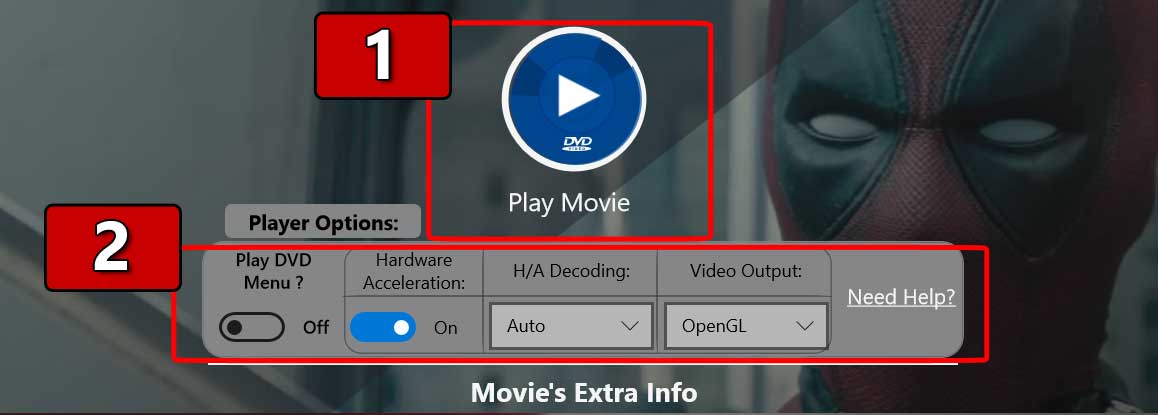 1
DVD
VIDEO
Play Movie
Player Options:
2
Play DVD
Menu ?
Off
Hardware
Acceleration:
On
H/A Decoding:
Auto
Video Output:
OpenGL
Need Help?
Movie's Extra Info